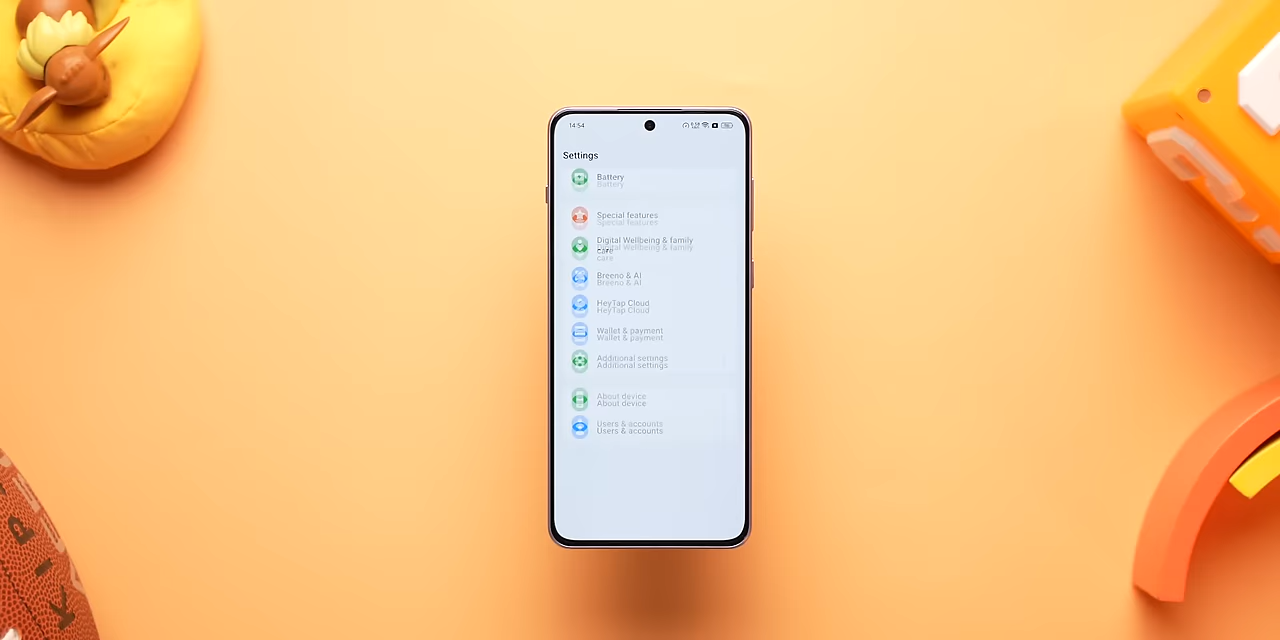 14:54
Settings
Battery
Battery
Special features
Special features
Digital Wellbeing & family
Digital Wellbeing & family
care
care
Breeno & AI
Breeno & AI
HeyTap Cloud
HeyTap Cloud
Wallet & payment
Wallet & payment
Additional settings
Additional settings
About device
About device
Users & accounts
Users & accounts